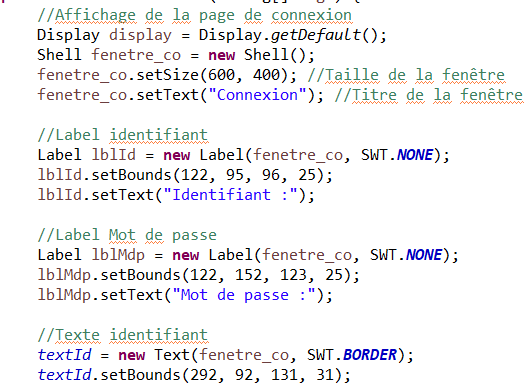 //Affichage de la page de connexion
Display display = Display.getDefault();
Shell fenetre_co = new Shell();
fenetre_co.setSize(600, 400); //Taille de la fenêtre
fenetre_co.setText("Connexion"); //Titre de la fenêtre
//Label identifiant
Label lblId = new Label(fenetre_co, SWT.NONE);
lblId.setBounds(122, 95, 96, 25);
lblId.setText("Identifiant :");
//Label Mot de passe
Label lblMdp = new Label(fenetre_co, SWT.NONE);
lblMdp.setBounds(122, 152, 123, 25);
lblMdp.setText("Mot de passe :");
//Texte identifiant
textId = new Text(fenetre_co, SWT.BORDER);
textId.setBounds(292, 92, 131, 31);